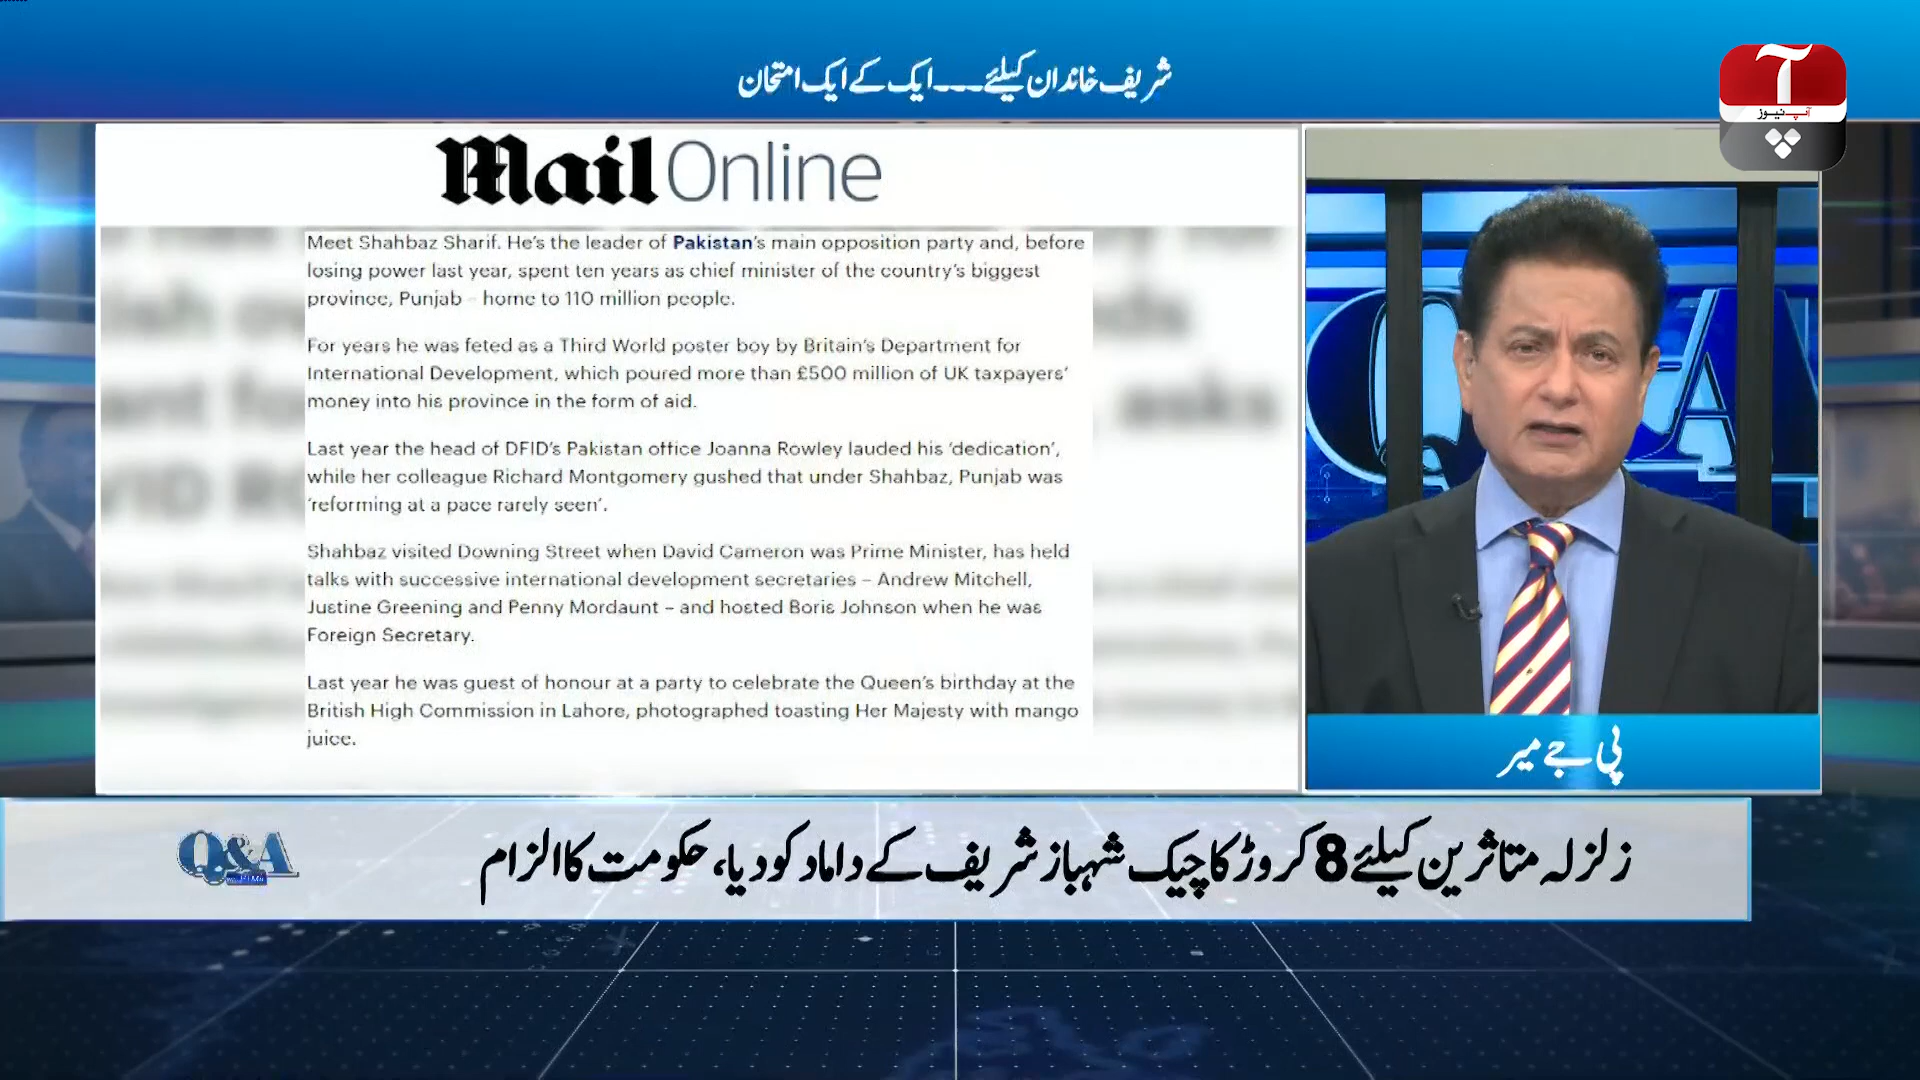 شریف خاندان کیلئے۔۔۔ایک کے ایک امتحان
آپ نیوز
Mail Online
Meet Shahbaz Sharif. He's the leader of Pakistan's main opposition party and, before
losing power last year, spent ten years as chief minister of the country's biggest
province, Punjab – home to 110 million people.
For years he was feted as a Third World poster boy by Britain's Department for
International Development, which poured more than £500 million of UK taxpayers'
money into his province in the form of aid.
Last year the head of DFID's Pakistan office Joanna Rowley lauded his 'dedication',
while her colleague Richard Montgomery gushed that under Shahbaz, Punjab was
'reforming at a pace rarely seen'.
Shahbaz visited Downing Street when David Cameron was Prime Minister, has held
talks with successive international development secretaries – Andrew Mitchell,
Justine Greening and Penny Mordaunt – and hosted Boris Johnson when he was
Foreign Secretary.
Last year he was guest of honour at a party to celebrate the Queen's birthday at the
British High Commission in Lahore, photographed toasting Her Majesty with mango
juice.
Q A
پی جے میر
Q&A
زلزلہ متاثرین کیلئے 8 کروڑ کا چیک شہباز شریف کے داماد کو دیا، حکومت کا الزام